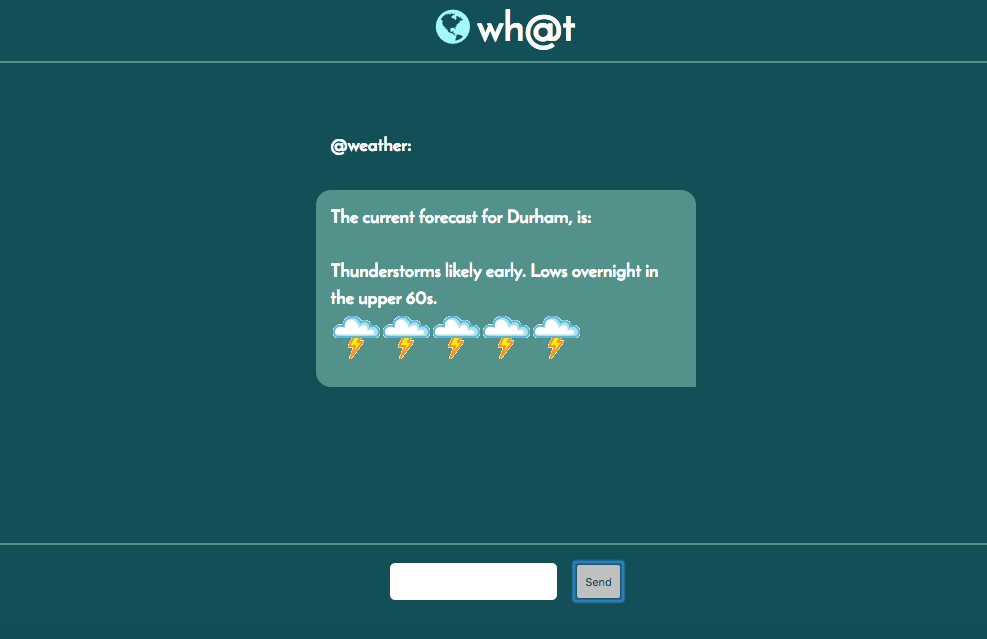 wh@t
@weather:
The current forecast for Durham, is:
Thunderstorms likely early. Lows overnight in
the upper 60s.
Send